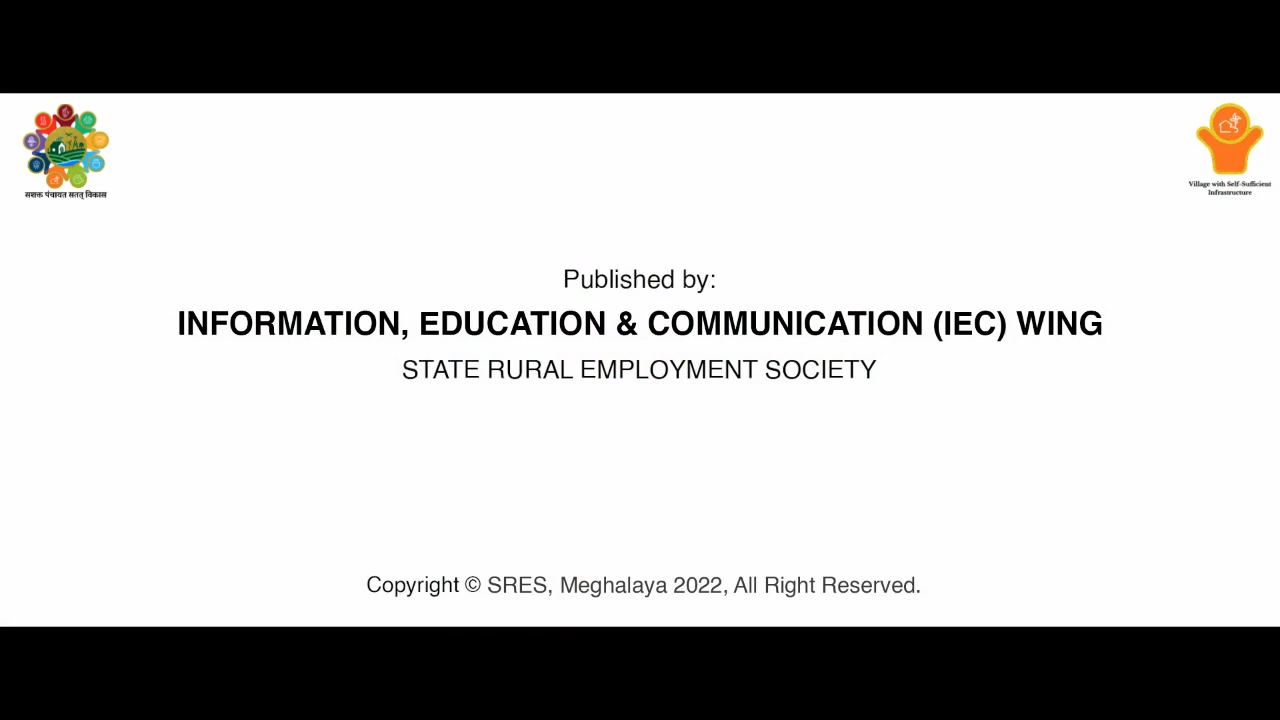 सशक्त पंचायत सतत् विकास
Village with Self-Sufficient
Infrastructure
Published by:
INFORMATION, EDUCATION & COMMUNICATION (IEC) WING
STATE RURAL EMPLOYMENT SOCIETY
Copyright © SRES, Meghalaya 2022, All Right Reserved.